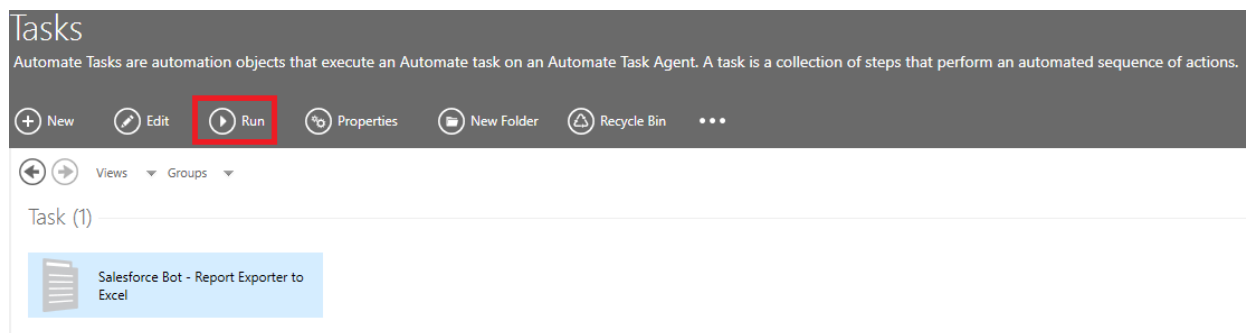 Tasks
Automate Tasks are automation objects that execute an Automate task on an Automate Task Agent. A task is a collection of steps that perform an automated sequence of actions.
New Edit Run Properties New Folder Recycle Bin •••
Views Groups
Task (1)
Salesforce Bot - Report Exporter to
Excel